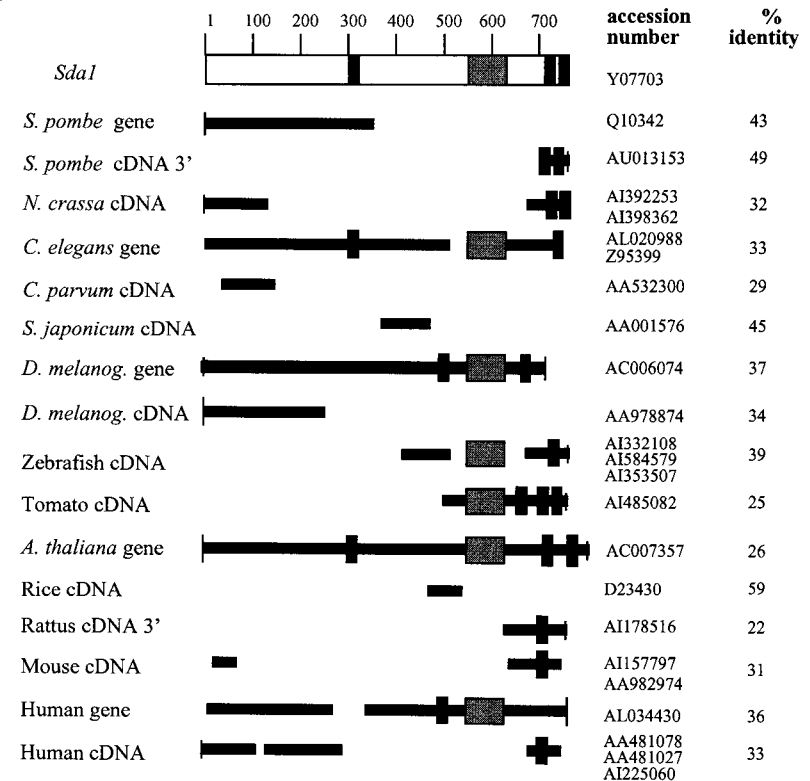 1 100 200 300 400 500 600 700 accession number % identity
Sda1 Y07703
S. pombe gene Q10342 43
S. pombe cDNA 3’ AU013153 49
N. crassa cDNA AI392253 AI398362 32
C. elegans gene AL020988 Z95399 33
C. parvum cDNA AA532300 29
S. japonicum cDNA AA001576 45
D. melanog. gene AC006074 37
D. melanog. cDNA AA978874 34
Zebrafish cDNA AI332108 AI584579 AI353507 39
Tomato cDNA AI485082 25
A. thaliana gene AC007357 26
Rice cDNA D23430 59
Rattus cDNA 3’ AI178516 22
Mouse cDNA AI157797 AA982974 31
Human gene AL034430 36
Human cDNA AA481078 AA481027 AI225060 33